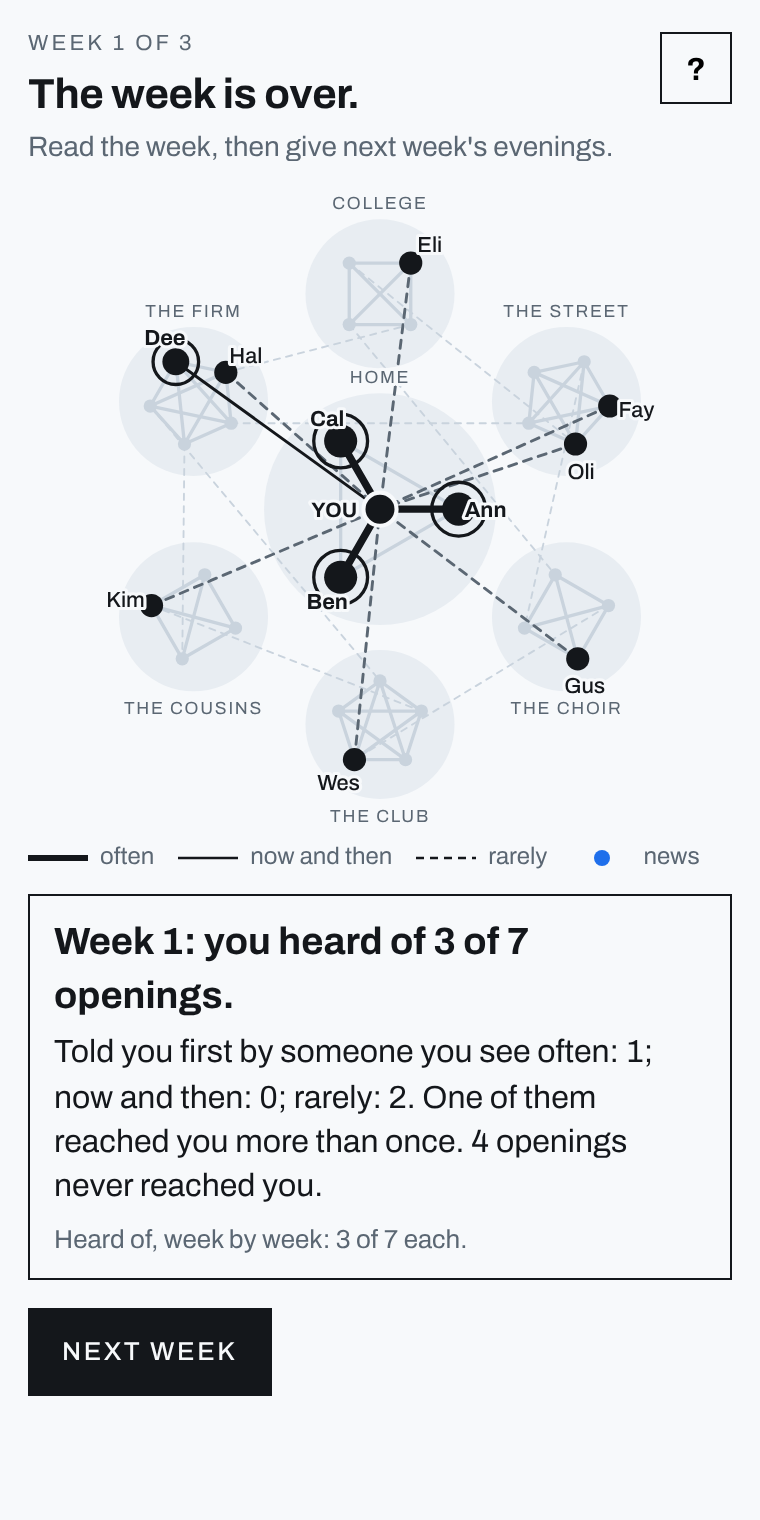 WEEK 1 OF 3
?
The week is over.
Read the week, then give next week's evenings.
COLLEGE
Eli
THE FIRM
THE STREET
Dee
Hal
HOME
Fay
Cal
Oli
YOU
Ann
Kim
Ben
Gus
THE COUSINS
THE CHOIR
Wes
THE CLUB
often
now and then
rarely
news
Week 1: you heard of 3 of 7
openings.
Told you first by someone you see often: 1;
now and then: 0; rarely: 2. One of them
reached you more than once. 4 openings
never reached you.
Heard of, week by week: 3 of 7 each.
NEXT WEEK